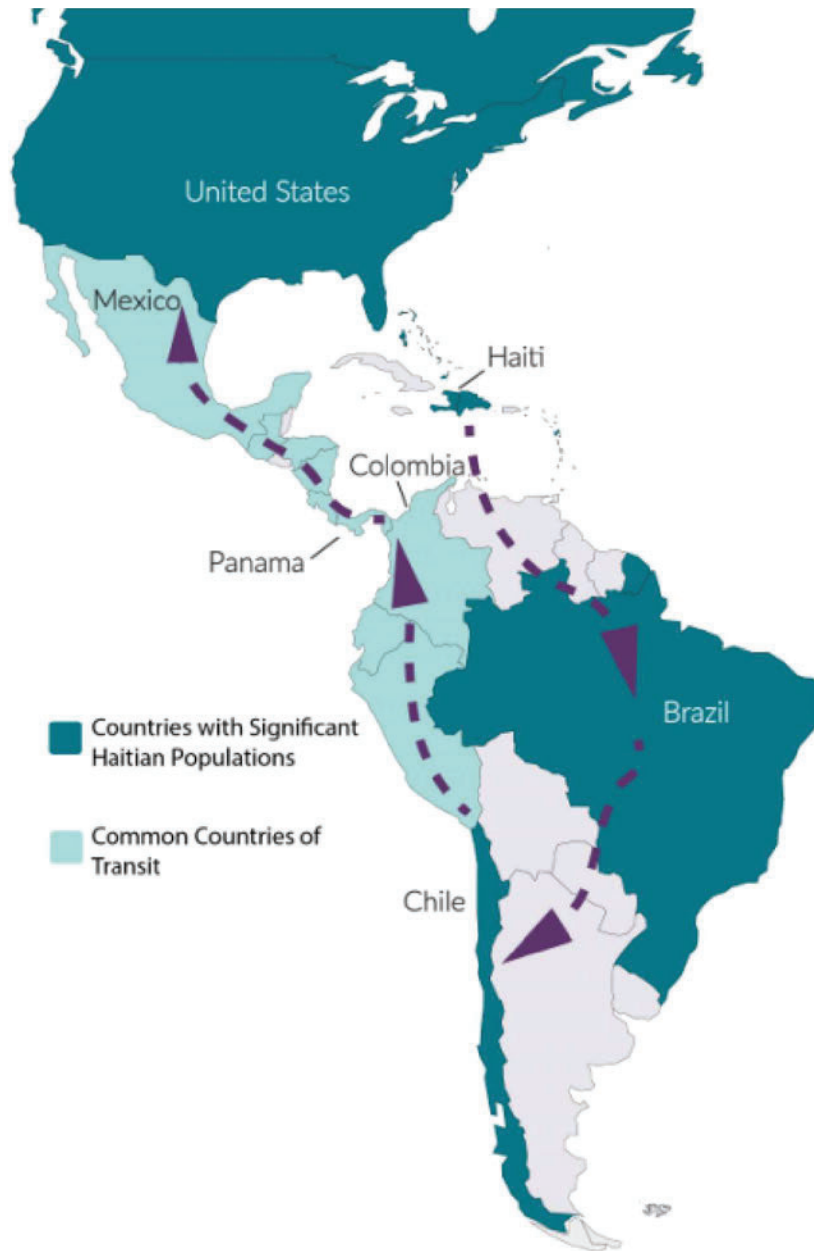 United States
Mexico
Haiti
Colombia
Panama
Brazil
Countries with Significant
Haitian Populations
Common Countries of
Transit
Chile